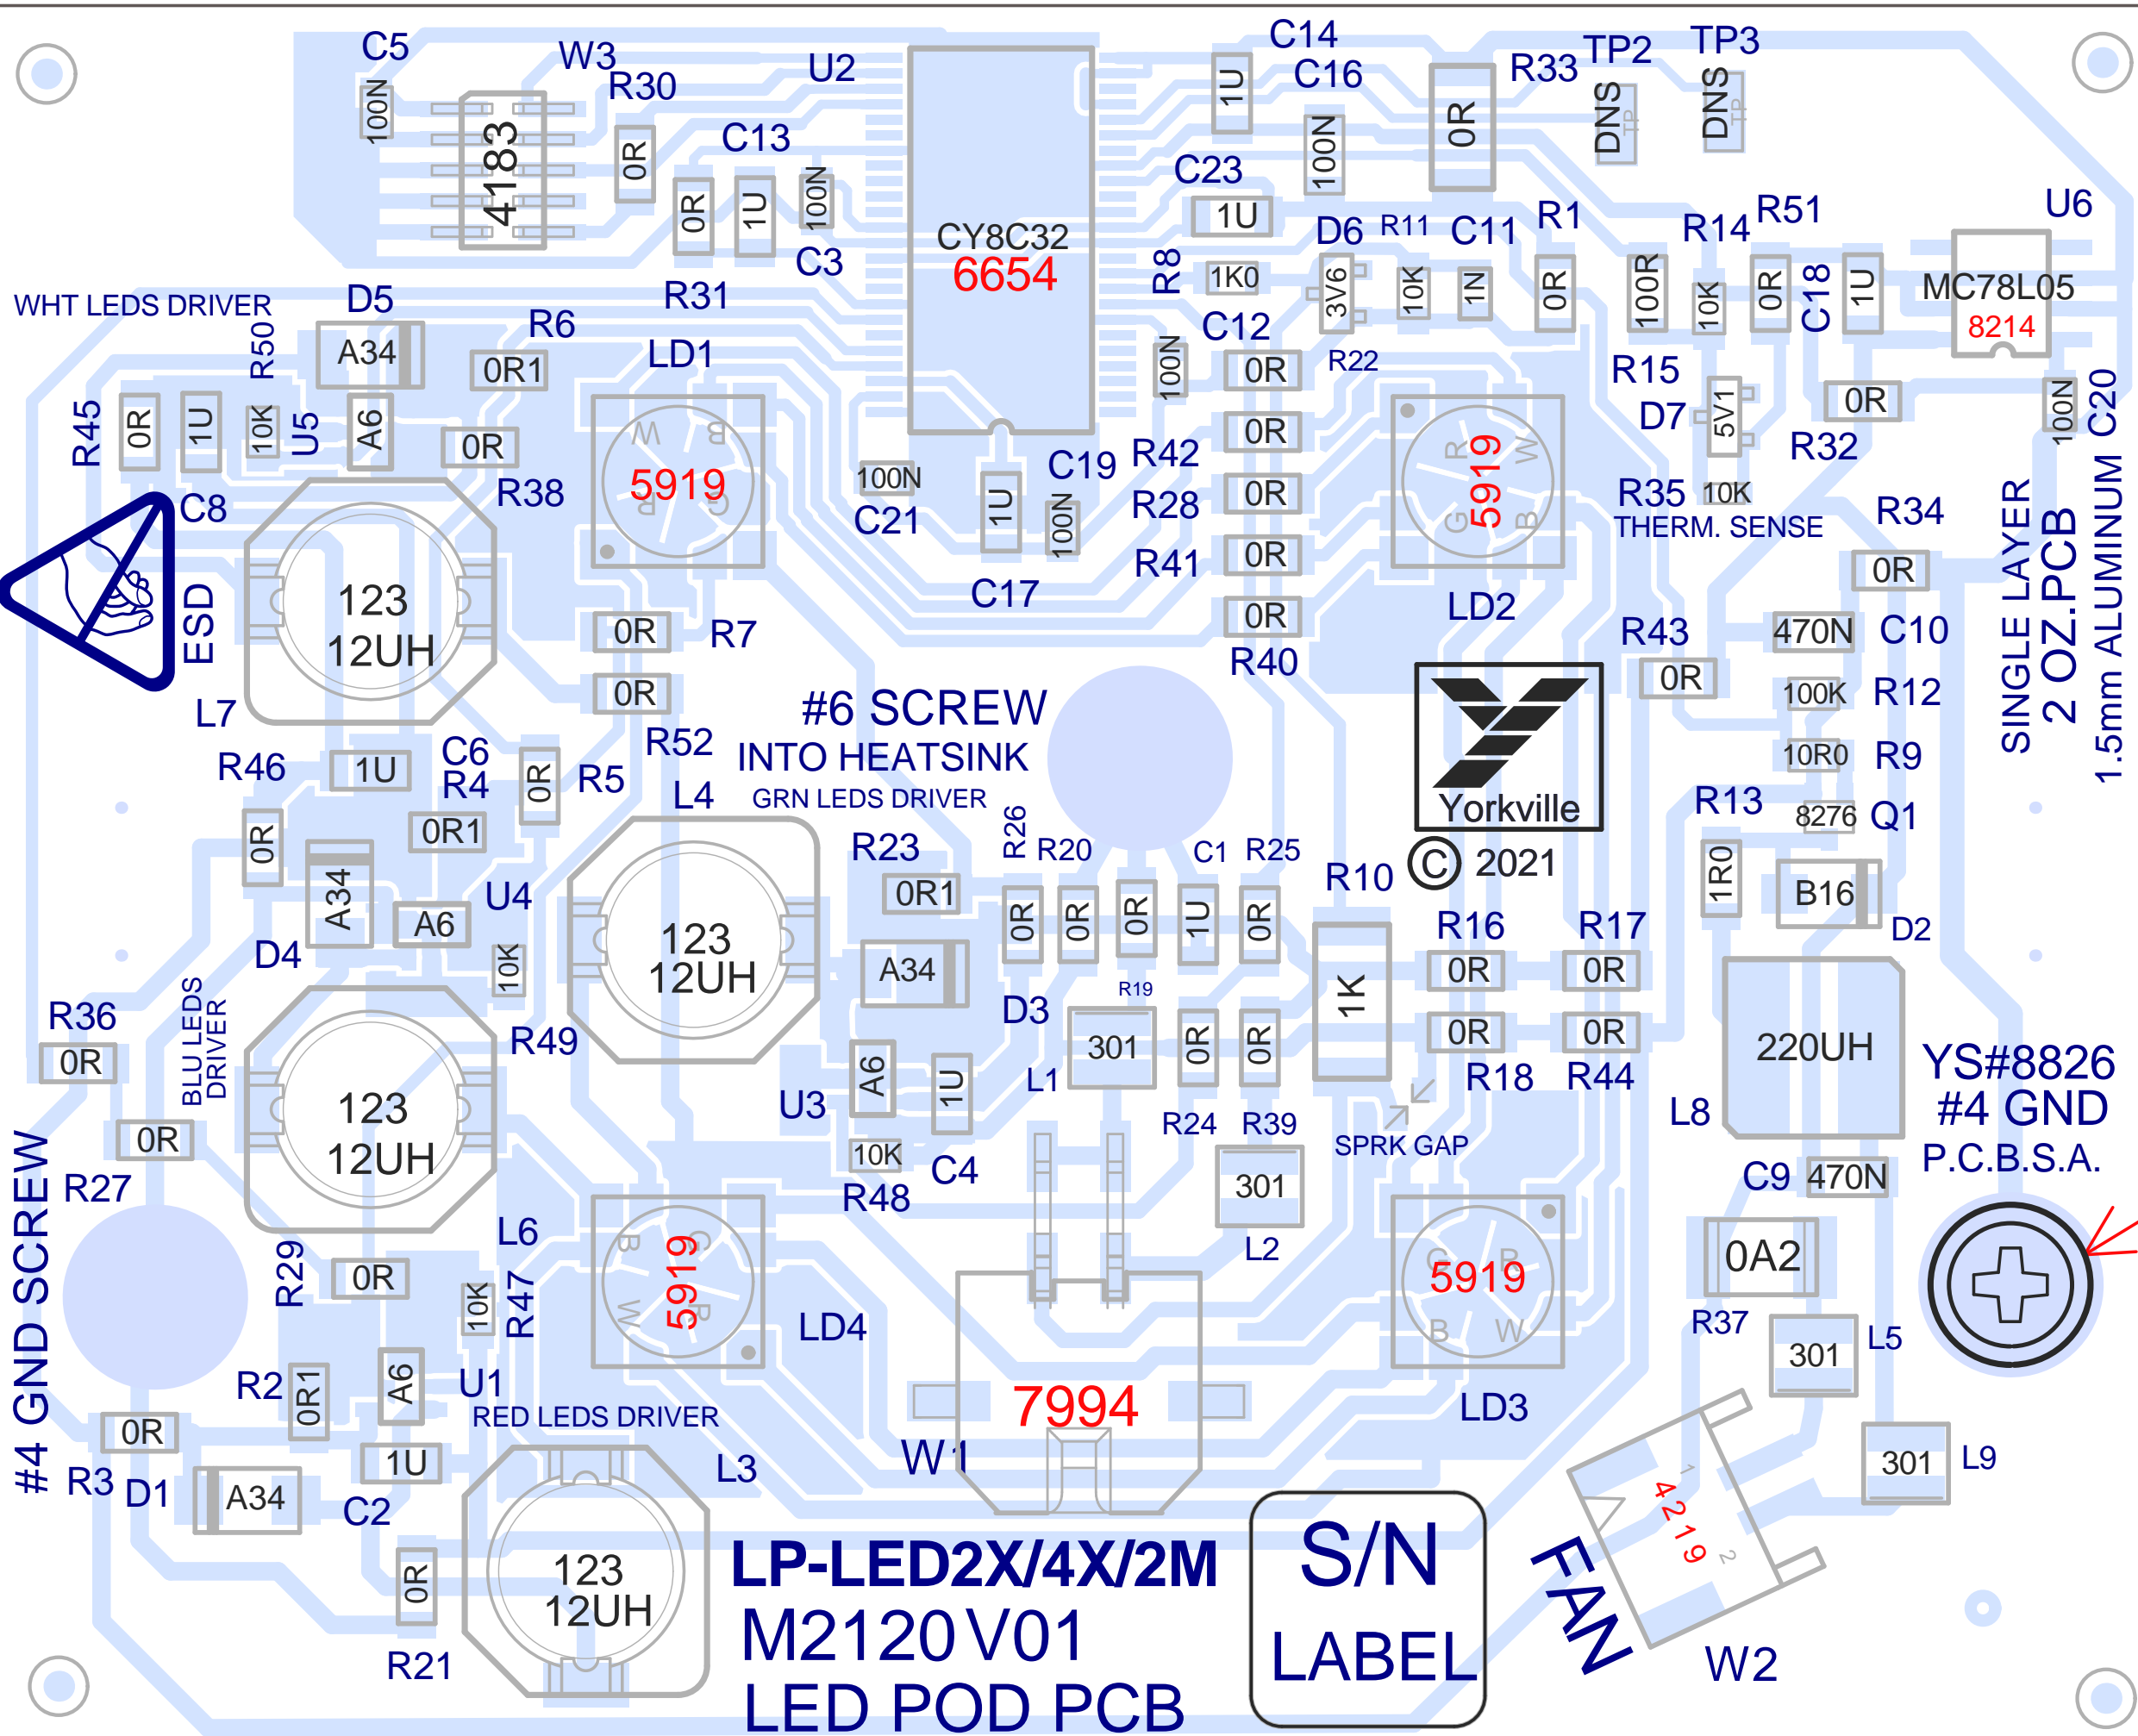 C5
W3
R30
U2
C14
C16
R33
TP2
TP3
100N
4183
0R
C13
1U
100N
0R
DNS
TP
DNS
TP
0R
1U
100N
C3
CY8C32
6654
C23
1U
R8
1K0
D6
3V6
R11
10K
C11
1N
R1
0R
100R
R14
10K
R51
0R
C18
1U
U6
MC78L05
8214
WHT LEDS DRIVER
D5
R31
R50
A34
R6
0R1
LD1
C12
100N
0R
R22
R15
D7
5V1
0R
R32
100N
C20
R45
0R
1U
10K
U5
A6
0R
R38
W
B
5919
R
G
100N
C21
1U
C19
100N
C17
R42
0R
R28
0R
R41
0R
0R
R40
R
W
5919
G
B
LD2
R35
10K
THERM. SENSE
R34
0R
SINGLE LAYER
2 OZ.PCB
1.5mm ALUMINUM
C8
ESD
123
12UH
L7
0R
R7
0R
R52
R43
0R
470N
C10
100K
R12
10R0
R9
R13
8276
Q1
#6 SCREW
INTO HEATSINK
GRN LEDS DRIVER
Yorkville
© 2021
R46
1U
C6
R4
0R
R5
0R1
L4
0R
A34
D4
A6
U4
10K
R49
123
12UH
R23
0R1
R26
R20
C1
R25
0R
0R
0R
1U
0R
R10
1K
A34
D3
R19
R16
0R
R17
0R
0R
R18
0R
R44
1R0
B16
D2
R36
0R
BLU LEDS
DRIVER
123
12UH
L6
A6
U3
1U
10K
C4
R48
301
L1
0R
0R
R24
R39
301
L2
SPRK GAP
220UH
L8
YS#8826
#4 GND
P.C.B.S.A.
C9
470N
0R
R27
#4 GND SCREW
R29
0R
10K
R47
B
G
5919
W
R
LD4
G
R
5919
B
W
LD3
0A2
R37
301
L5
R2
0R1
A6
U1
RED LEDS DRIVER
7994
W1
0R
R3
D1
A34
1U
C2
L3
301
L9
0R
R21
123
12UH
LP-LED2X/4X/2M
M2120 V01
LED POD PCB
S/N
LABEL
FAN
1
4219
2
W2